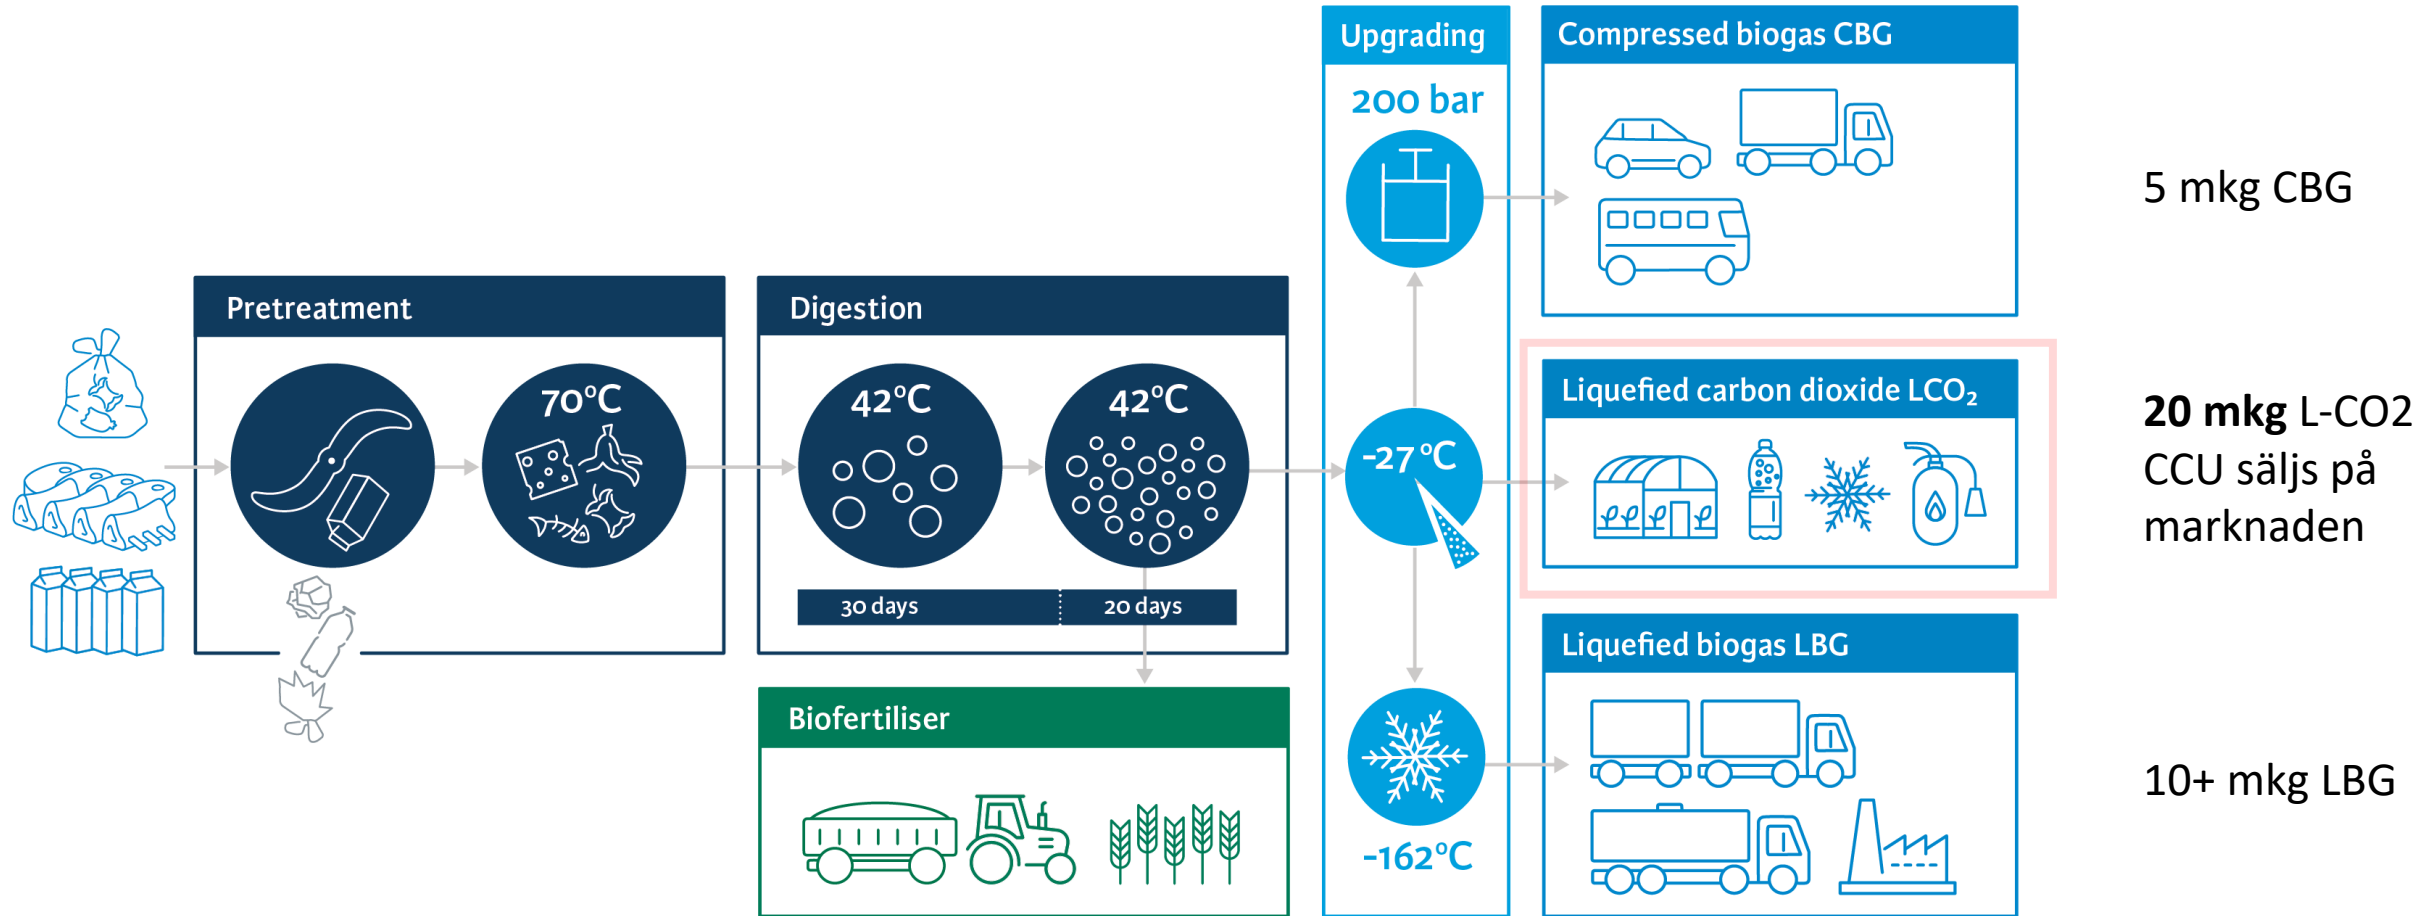 Upgrading
200 bar
-27 °C
-162°C
Compressed biogas CBG
5 mkg CBG
Pretreatment
70°C
Digestion
42°C
42°C
30 days
20 days
Liquefied carbon dioxide LCO₂
20 mkg L-CO2
CCU säljs på
marknaden
Biofertiliser
Liquefied biogas LBG
10+ mkg LBG